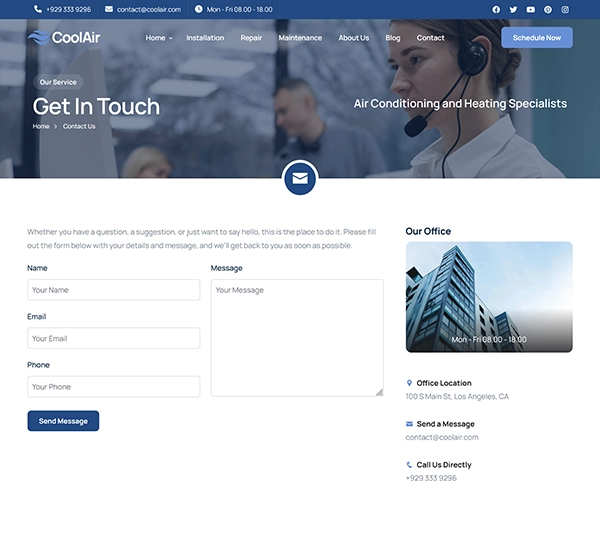 +929 333 9296
contact@coolair.com
Mon - Fri 08.00 - 18.00
CoolAir
Home
Installation
Repair
Maintenance
About Us
Blog
Contact
Schedule Now
Our Service
Get In Touch
Home
Contact Us
Air Conditioning and Heating Specialists
Whether you have a question, a suggestion, or just want to say hello, this is the place to do it. Please fill
out the form below with your details and message, and we'll get back to you as soon as possible.
Name
Your Name
Email
Your Email
Phone
Your Phone
Message
Your Message
Send Message
Our Office
Mon - Fri 08.00 - 18.00
Office Location
100 S Main St, Los Angeles, CA
Send a Message
contact@coolair.com
Call Us Directly
+929 333 9296